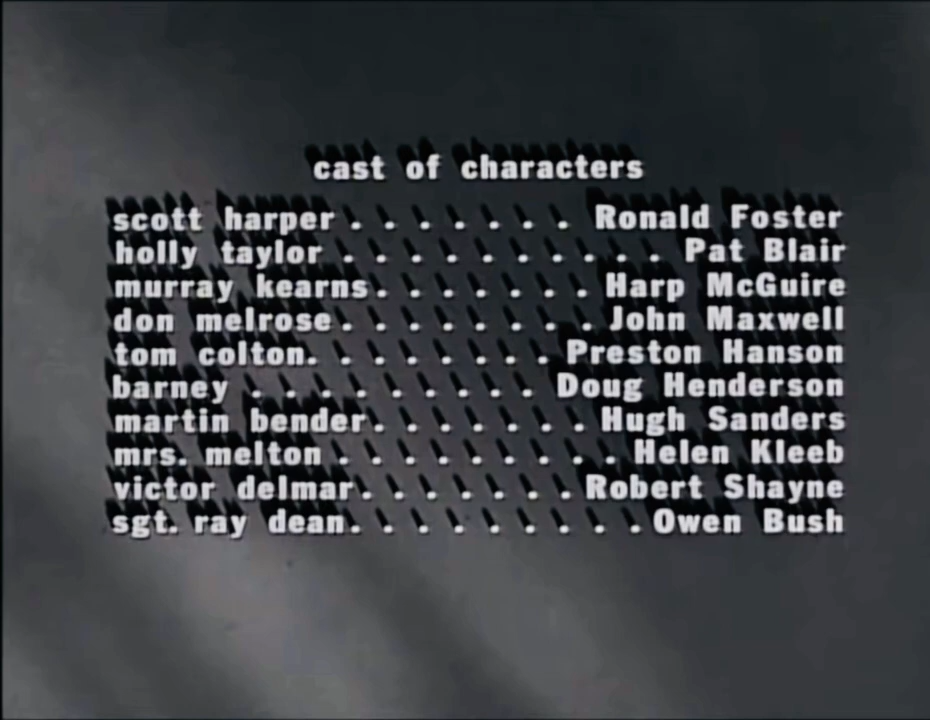 cast of characters
scott harper . . . . . . . Ronald Foster
holly taylor . . . . . . . . . . Pat Blair
murray kearns. . . . . . . Harp McGuire
don melrose. . . . . . . . John Maxwell
tom colton. . . . . . . . Preston Hanson
barney . . . . . . . . . Doug Henderson
martin bender. . . . . . . Hugh Sanders
mrs. melton . . . . . . . . . Helen Kleeb
victor delmar. . . . . . . Robert Shayne
sgt. ray dean. . . . . . . . . Owen Bush